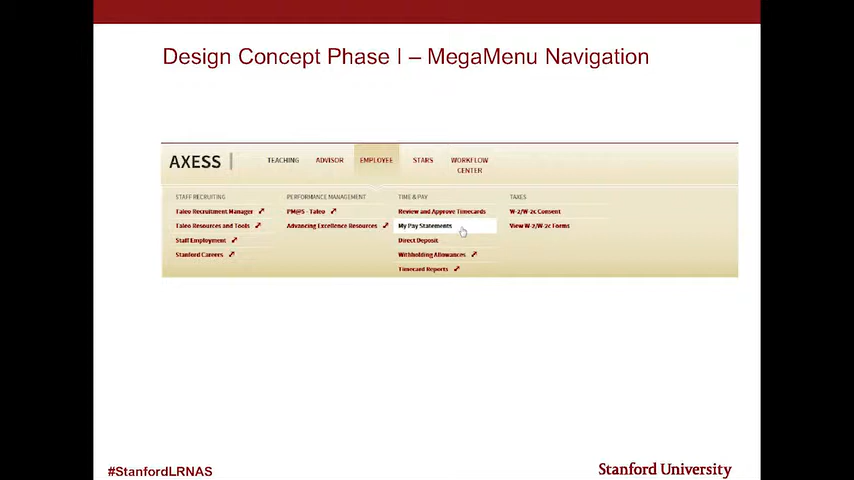 Design Concept Phase I – MegaMenu Navigation
AXESS
TEACHING ADVISOR EMPLOYEE STARS WORKFLOW CENTER
STAFF RECRUITING
Taleo Recruitment Manager
Taleo Resources and Tools
Staff Employment
Stanford Careers
PERFORMANCE MANAGEMENT
PM@S - Taleo
Advancing Excellence Resources
TIME & PAY
Review and Approve Timecards
My Pay Statements
Direct Deposit
Withholding Allowances
Timecard Reports
TAXES
W-2/W-2c Consent
View W-2/W-2c Forms
#StanfordLRNAS
Stanford University